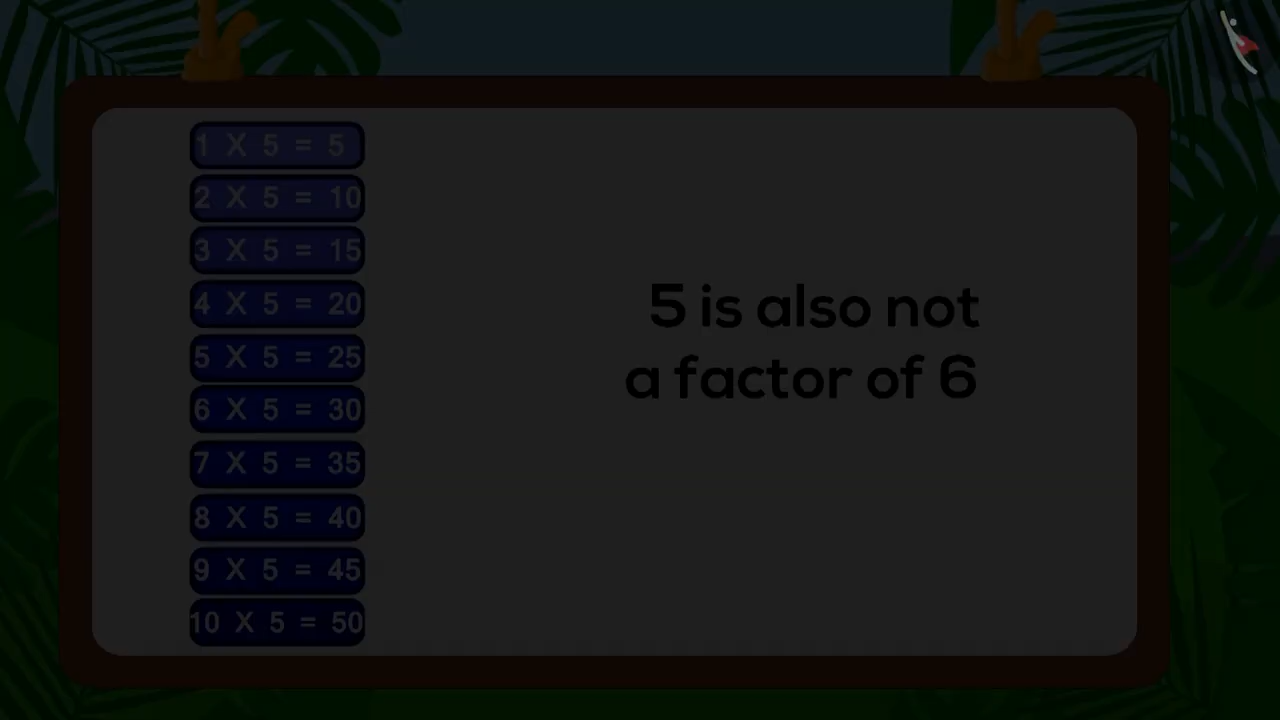 1 X 5 = 5
2 X 5 = 10
3 X 5 = 15
4 X 5 = 20
5 X 5 = 25
6 X 5 = 30
7 X 5 = 35
8 X 5 = 40
9 X 5 = 45
10 X 5 = 50
5 is also not
a factor of 6